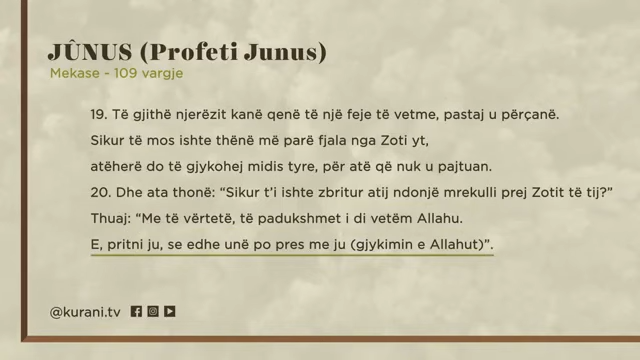 JÛNUS (Profeti Junus)
Mekase - 109 vargje
19. Të gjithë njerëzit kanë qenë të një feje të vetme, pastaj u përçanë.
Sikur të mos ishte thënë më parë fjala nga Zoti yt,
atëherë do të gjykohej midis tyre, për atë që nuk u pajtuan.
20. Dhe ata thonë: “Sikur t’i ishte zbritur atij ndonjë mrekulli prej Zotit të tij?”
Thuaj: “Me të vërtetë, të padukshmet i di vetëm Allahu.
E, pritni ju, se edhe unë po pres me ju (gjykimin e Allahut)”.
@kurani.tv